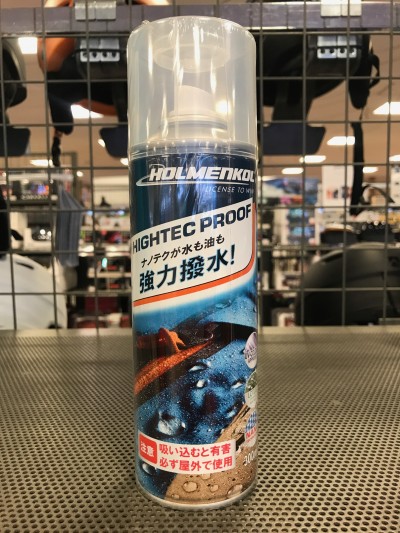 HOLMENKOL
LICENSE TO
HIGHTEC PROOF
ナノテクが水も油も
強力撥水!
注意
吸い込むと有害
必ず屋外で使用